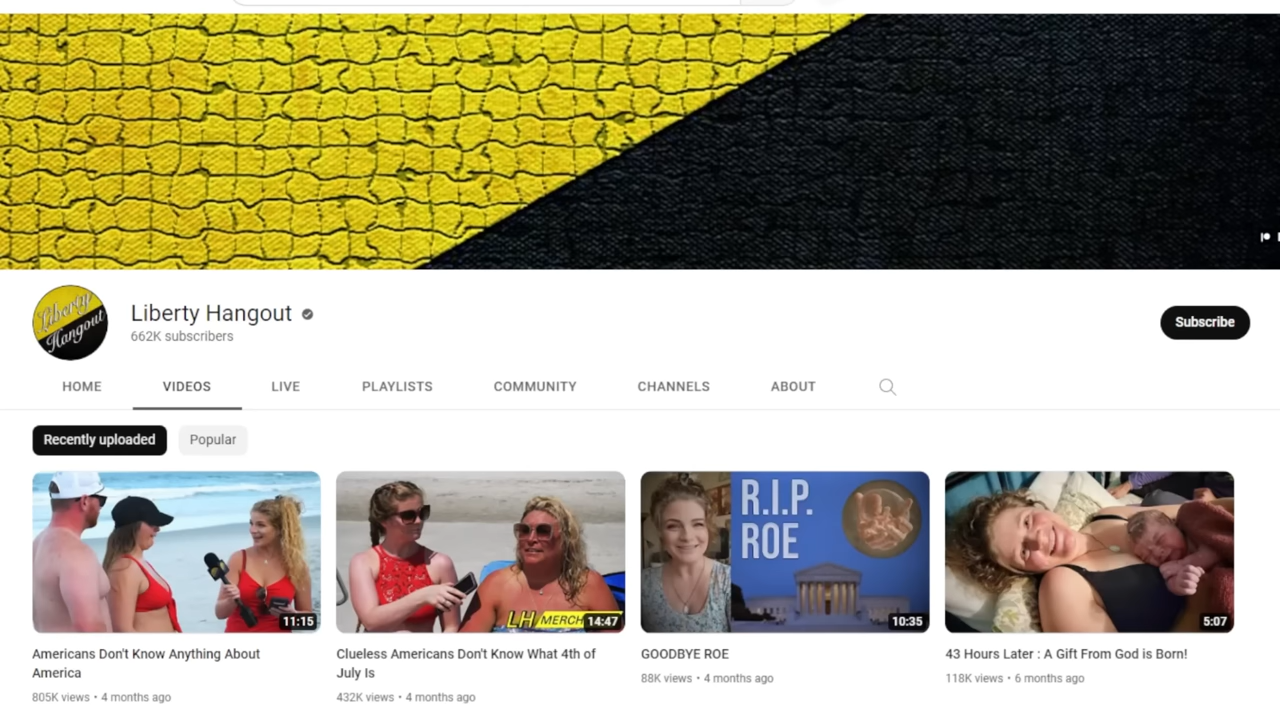 Liberty Hangout
662K subscribers
Subscribe
HOME VIDEOS LIVE PLAYLISTS COMMUNITY CHANNELS ABOUT
Liberty
Hangout
Recently uploaded Popular
11:15
LH/MERCH 14:47
R.I.P.
ROE
10:35
5:07
Americans Don't Know Anything About
America
805K views • 4 months ago
Clueless Americans Don't Know What 4th of
July Is
432K views • 4 months ago
GOODBYE ROE
88K views • 4 months ago
43 Hours Later : A Gift From God is Born!
118K views • 6 months ago